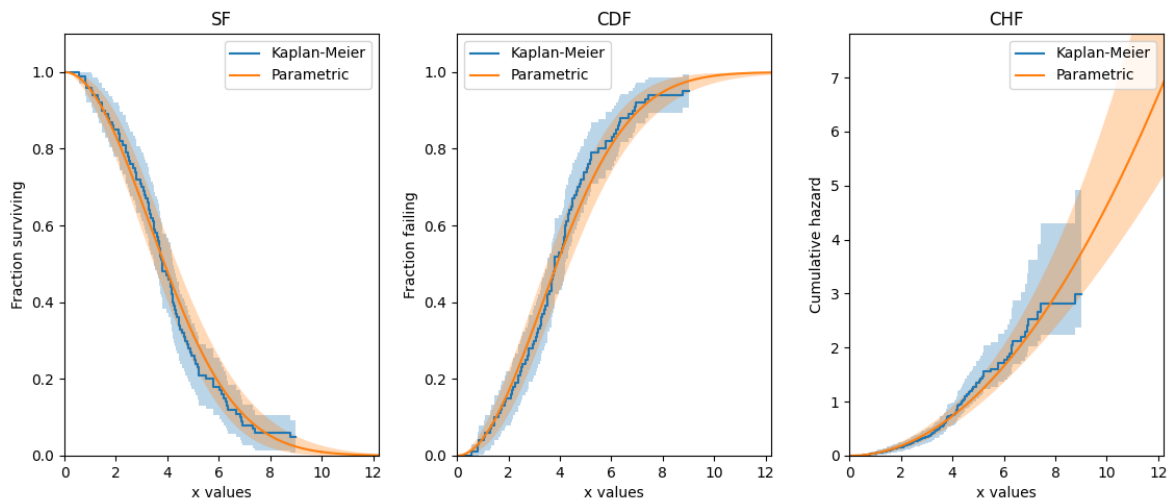 SF
Kaplan-Meier
Parametric
1.0
0.8
0.6
0.4
0.2
0.0
Fraction surviving
0 2 4 6 8 10 12
x values
CDF
Kaplan-Meier
Parametric
1.0
0.8
0.6
0.4
0.2
0.0
Fraction failing
0 2 4 6 8 10 12
x values
CHF
Kaplan-Meier
Parametric
7
6
5
4
3
2
1
0
Cumulative hazard
0 2 4 6 8 10 12
x values